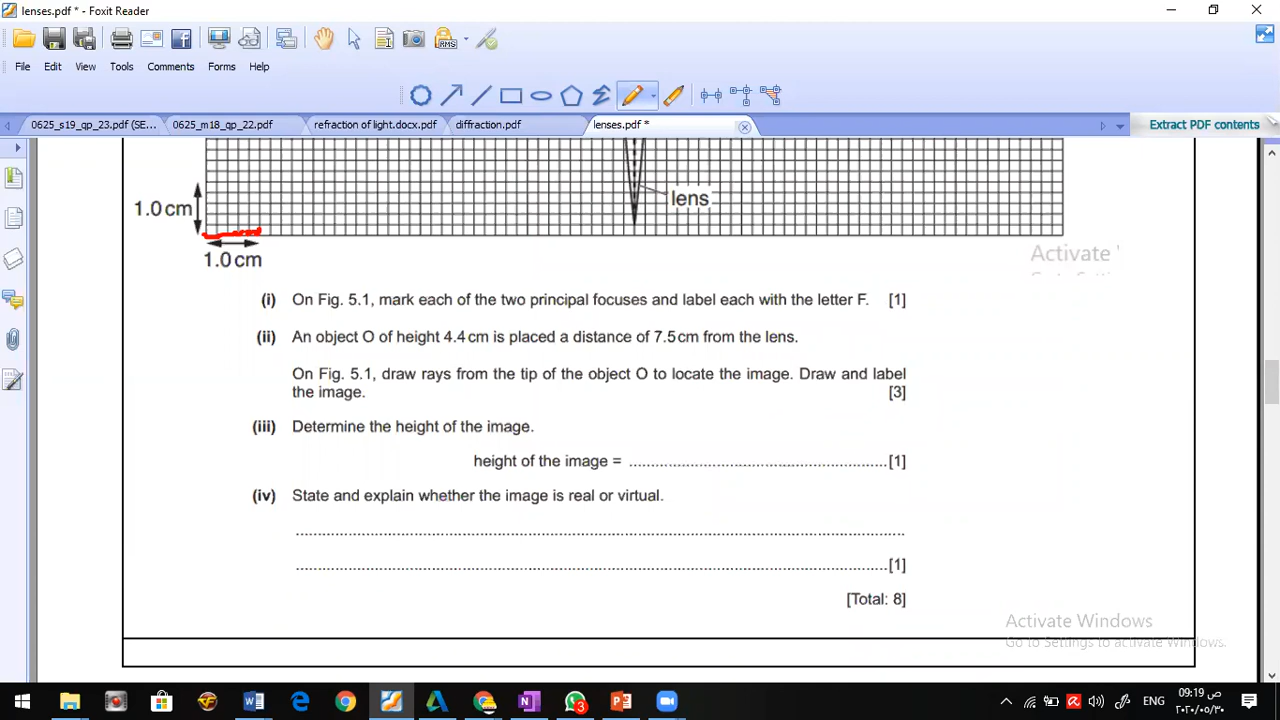 lenses.pdf * - Foxit Reader
RMS
File Edit View Tools Comments Forms Help
0625_s19_qp_23.pdf (SE... 0625_m18_qp_22.pdf refraction of light.docx.pdf diffraction.pdf lenses.pdf * Extract PDF contents
lens
1.0 cm
1.0 cm
Activate
(i) On Fig. 5.1, mark each of the two principal focuses and label each with the letter F. [1]
(ii) An object O of height 4.4 cm is placed a distance of 7.5 cm from the lens.
On Fig. 5.1, draw rays from the tip of the object O to locate the image. Draw and label
the image. [3]
(iii) Determine the height of the image.
height of the image = ................................................................[1]
(iv) State and explain whether the image is real or virtual.
................................................................
................................................................[1]
[Total: 8]
Activate Windows
Go to Settings to activate Windows.
3
ENG
09:19 ص
٢٠٢٠/٠٥/٣٠